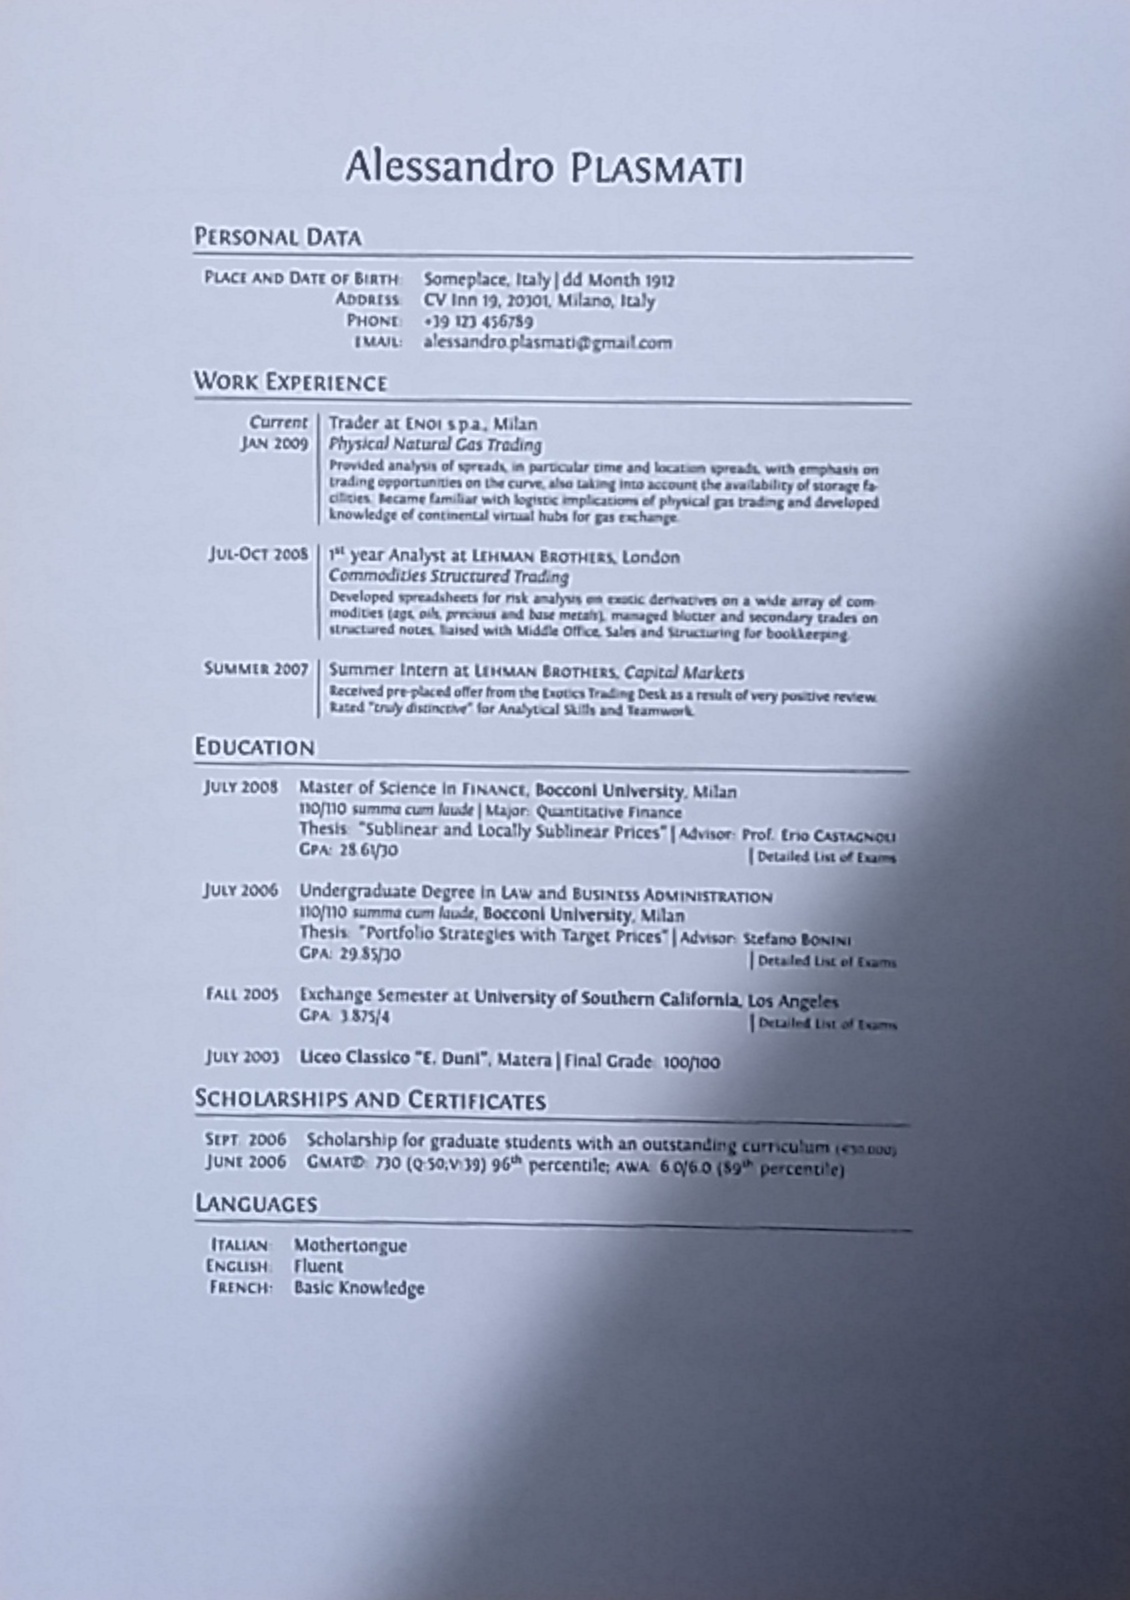 Alessandro PLASMATI
PERSONAL DATA
PLACE AND DATE OF BIRTH: Someplace, Italy | dd Month 1912
ADDRESS: CV Inn 19, 20301, Milano, Italy
PHONE: +39 123 456789
EMAIL: alessandro.plasmati@gmail.com
WORK EXPERIENCE
Current Trader at ENOI s.p.a., Milan
JAN 2009 Physical Natural Gas Trading
Provided analysis of spreads, in particular time and location spreads, with emphasis on
trading opportunities on the curve, also taking into account the availability of storage fa-
cilities. Became familiar with logistic implications of physical gas trading and developed
knowledge of continental virtual hubs for gas exchange.
JUL-OCT 2008 1st year Analyst at LEHMAN BROTHERS, London
Commodities Structured Trading
Developed spreadsheets for risk analysis on exotic derivatives on a wide array of com-
modities (ags, oils, precious and base metals), managed blotter and secondary trades on
structured notes, liaised with Middle Office, Sales and Structuring for bookkeeping.
SUMMER 2007 Summer Intern at LEHMAN BROTHERS, Capital Markets
Received pre-placed offer from the Exotics Trading Desk as a result of very positive review.
Rated "truly distinctive" for Analytical Skills and Teamwork.
EDUCATION
JULY 2008 Master of Science in FINANCE, Bocconi University, Milan
110/110 summa cum laude | Major: Quantitative Finance
Thesis: "Sublinear and Locally Sublinear Prices" | Advisor: Prof. Erio CASTAGNOLI
GPA: 28.61/30 | Detailed List of Exams
JULY 2006 Undergraduate Degree in LAW and BUSINESS ADMINISTRATION
110/110 summa cum laude, Bocconi University, Milan
Thesis: "Portfolio Strategies with Target Prices" | Advisor: Stefano BONINI
GPA: 29.85/30 | Detailed List of Exams
FALL 2005 Exchange Semester at University of Southern California, Los Angeles
GPA: 3.875/4 | Detailed List of Exams
JULY 2003 Liceo Classico "E. Duni", Matera | Final Grade: 100/100
SCHOLARSHIPS AND CERTIFICATES
SEPT. 2006 Scholarship for graduate students with an outstanding curriculum
JUNE 2006 GMAT®: 730 (Q:50;V:39) 96th percentile; AWA: 6.0/6.0 (89th percentile)
LANGUAGES
ITALIAN: Mothertongue
ENGLISH: Fluent
FRENCH: Basic Knowledge